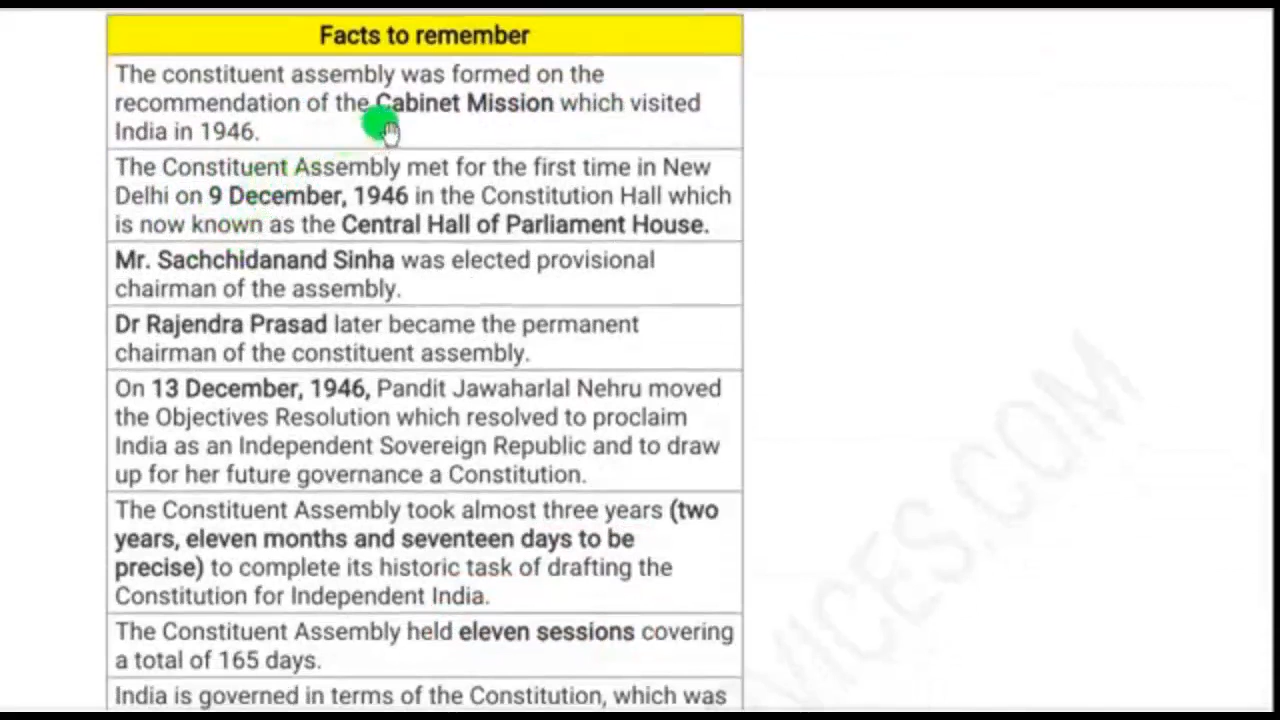 Facts to remember
The constituent assembly was formed on the
recommendation of the Cabinet Mission which visited
India in 1946.
The Constituent Assembly met for the first time in New
Delhi on 9 December, 1946 in the Constitution Hall which
is now known as the Central Hall of Parliament House.
Mr. Sachchidanand Sinha was elected provisional
chairman of the assembly.
Dr Rajendra Prasad later became the permanent
chairman of the constituent assembly.
On 13 December, 1946, Pandit Jawaharlal Nehru moved
the Objectives Resolution which resolved to proclaim
India as an Independent Sovereign Republic and to draw
up for her future governance a Constitution.
The Constituent Assembly took almost three years (two
years, eleven months and seventeen days to be
precise) to complete its historic task of drafting the
Constitution for Independent India.
The Constituent Assembly held eleven sessions covering
a total of 165 days.
India is governed in terms of the Constitution, which was
VICES.COM